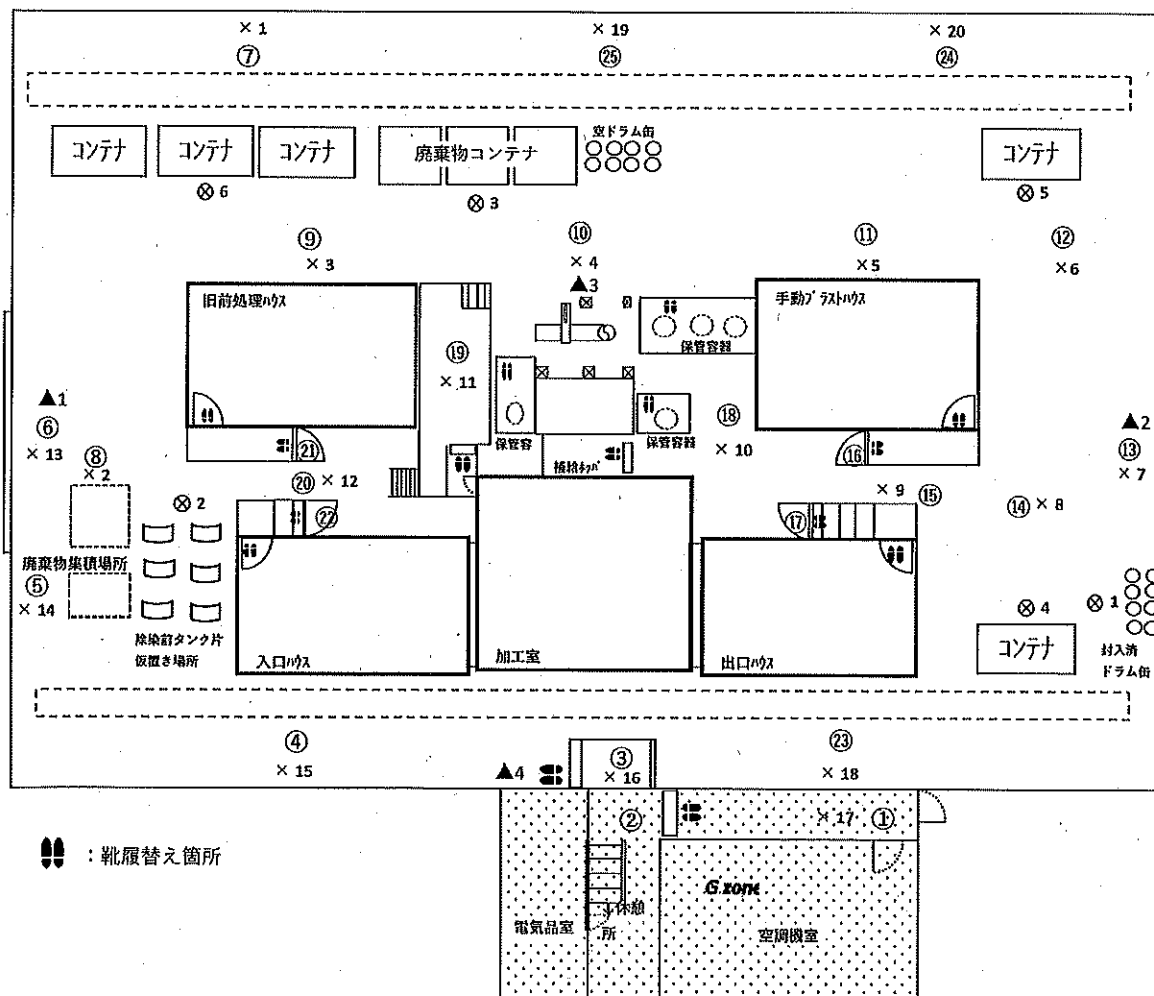 × 1
× 19
× 20
⑦
㉕
㉔
空ドラム缶
コンテナ
コンテナ
コンテナ
廃棄物コンテナ
コンテナ
⊗ 6
⊗ 3
⊗ 5
⑨
⑩
⑪
⑫
× 3
× 4
× 5
× 6
▲3
旧前処理ハウス
手動ブラストハウス
保管容器
⑲
× 11
▲1
⑥
× 13
⑱
× 10
▲2
⑬
× 7
保管容
保管容器
㉑
⑯
補給ホッパ
⑧
× 2
⑳
× 12
× 9
⑮
⑭
× 8
⊗ 2
㉒
⑰
廃棄物集積場所
⑤
× 14
⊗ 4
⊗ 1
除染前タンク片
仮置き場所
入口ハウス
加工室
出口ハウス
コンテナ
封入済
ドラム缶
④
× 15
▲4
③
× 16
㉓
× 18
②
× 17
①
：靴履替え箇所
G zone
休憩
所
電気品室
空調機室